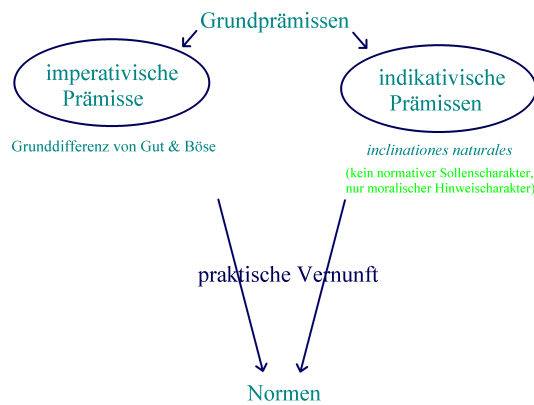 Grundprämissen
imperativische
Prämisse
indikativische
Prämissen
Grunddifferenz von Gut & Böse
inclinationes naturales
(kein normativer Sollenscharakter,
nur moralischer Hinweischarakter)
praktische Vernunft
Normen